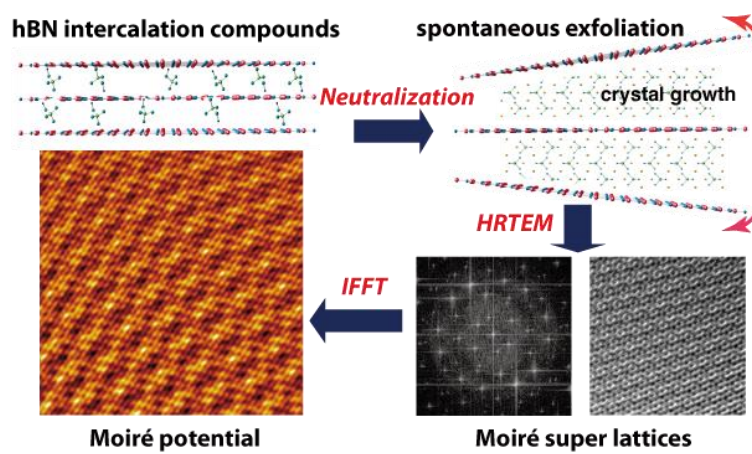 hBN intercalation compounds
spontaneous exfoliation
Neutralization
crystal growth
HRTEM
IFFT
Moiré potential
Moiré super lattices